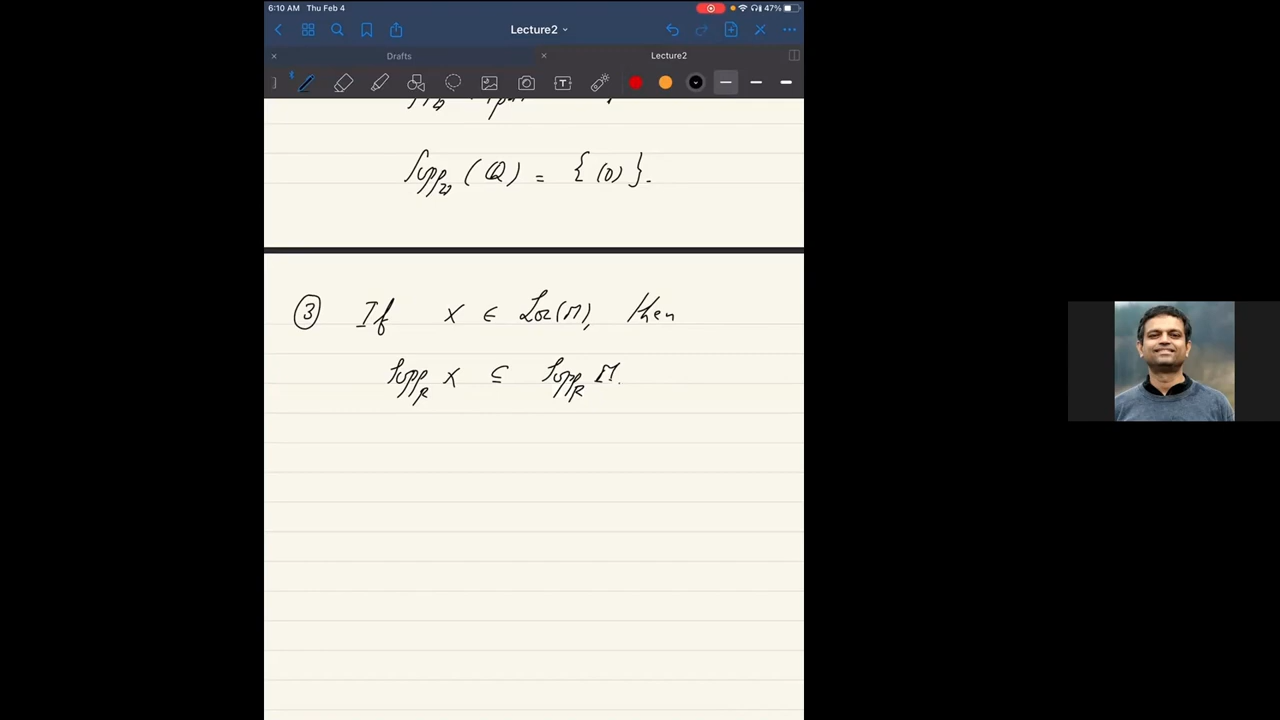 6:10 AM Thu Feb 4
47%
Lecture2
Drafts
Lecture2
Supp_ℤ (ℚ) = {(0)}.
③ If X ∈ Loc(M), then
Supp_R X ⊆ Supp_R M.